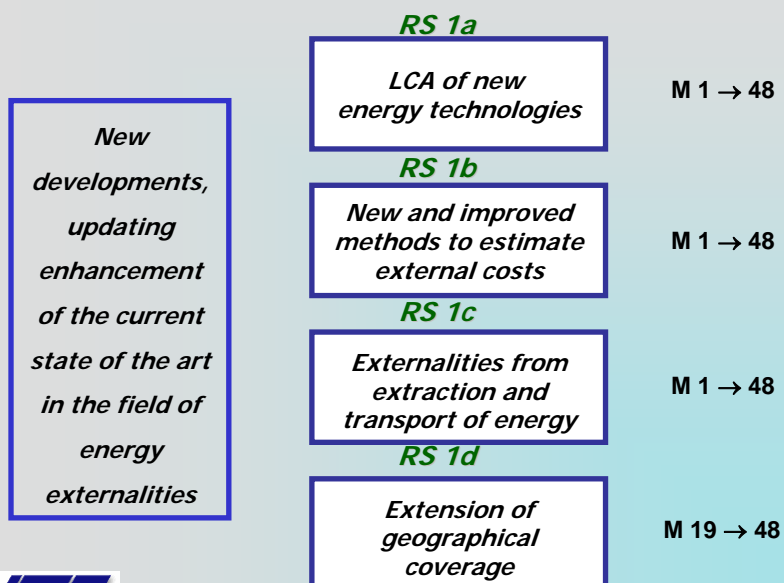 New
developments,
updating
enhancement
of the current
state of the art
in the field of
energy
externalities
RS 1a
LCA of new
energy technologies
M 1 → 48
RS 1b
New and improved
methods to estimate
external costs
M 1 → 48
RS 1c
Externalities from
extraction and
transport of energy
M 1 → 48
RS 1d
Extension of
geographical
coverage
M 19 → 48